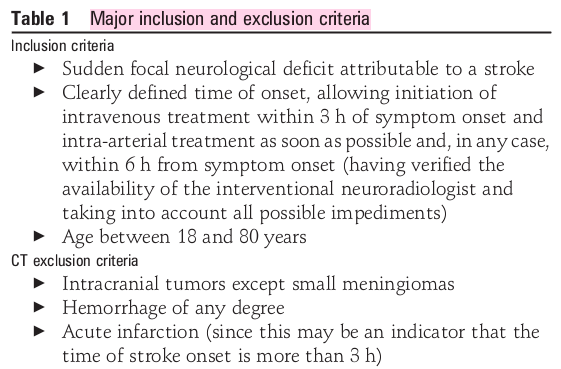 Table 1 Major inclusion and exclusion criteria
Inclusion criteria
► Sudden focal neurological deficit attributable to a stroke
► Clearly defined time of onset, allowing initiation of
intravenous treatment within 3 h of symptom onset and
intra-arterial treatment as soon as possible and, in any case,
within 6 h from symptom onset (having verified the
availability of the interventional neuroradiologist and
taking into account all possible impediments)
► Age between 18 and 80 years
CT exclusion criteria
► Intracranial tumors except small meningiomas
► Hemorrhage of any degree
► Acute infarction (since this may be an indicator that the
time of stroke onset is more than 3 h)